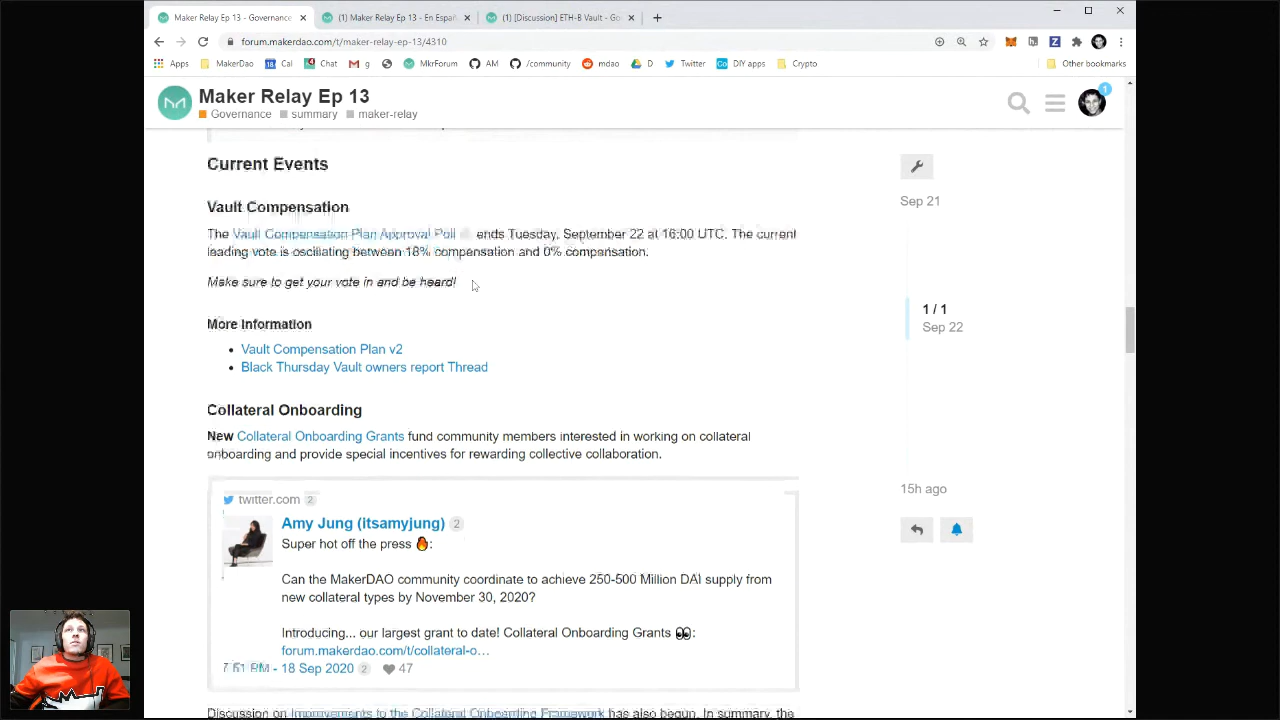 Maker Relay Ep 13 - Governance
(1) Maker Relay Ep 13 - En Españ
(1) [Discussion] ETH-B Vault - Go
forum.makerdao.com/t/maker-relay-ep-13/4310
Apps
MakerDao
Cal
Chat
g
MkrForum
AM
/community
mdao
D
Twitter
DIY apps
Crypto
Other bookmarks
Maker Relay Ep 13
1
Governance summary maker-relay
Current Events
Vault Compensation
The Vault Compensation Plan Approval Poll ends Tuesday, September 22 at 16:00 UTC. The current
leading vote is oscillating between 18% compensation and 0% compensation.
Make sure to get your vote in and be heard!
More Information
Vault Compensation Plan v2
Black Thursday Vault owners report Thread
Collateral Onboarding
New Collateral Onboarding Grants fund community members interested in working on collateral
onboarding and provide special incentives for rewarding collective collaboration.
twitter.com 2
Amy Jung (itsamyjung) 2
Super hot off the press 🔥:
Can the MakerDAO community coordinate to achieve 250-500 Million DAI supply from
new collateral types by November 30, 2020?
Introducing... our largest grant to date! Collateral Onboarding Grants 👀:
forum.makerdao.com/t/collateral-o…
7:51 PM - 18 Sep 2020 2 47
Discussion on Improvements to the Collateral Onboarding Framework has also begun. In summary, the
Sep 21
1 / 1
Sep 22
15h ago